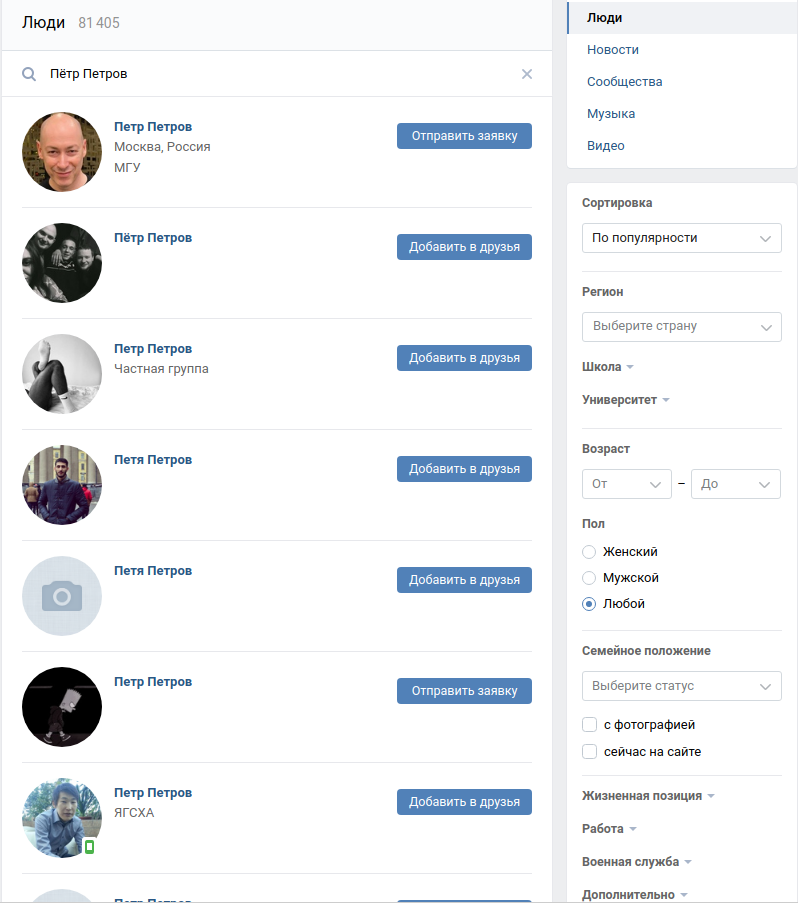 Люди 81 405
Пётр Петров
Петр Петров
Москва, Россия
МГУ
Отправить заявку
Пётр Петров
Добавить в друзья
Петр Петров
Частная группа
Добавить в друзья
Петя Петров
Добавить в друзья
Петя Петров
Добавить в друзья
Петр Петров
Отправить заявку
Петр Петров
ЯГСХА
Добавить в друзья
Петр Петров
Люди
Новости
Сообщества
Музыка
Видео
Сортировка
По популярности
Регион
Выберите страну
Школа
Университет
Возраст
От – До
Пол
Женский
Мужской
Любой
Семейное положение
Выберите статус
с фотографией
сейчас на сайте
Жизненная позиция
Работа
Военная служба
Дополнительно